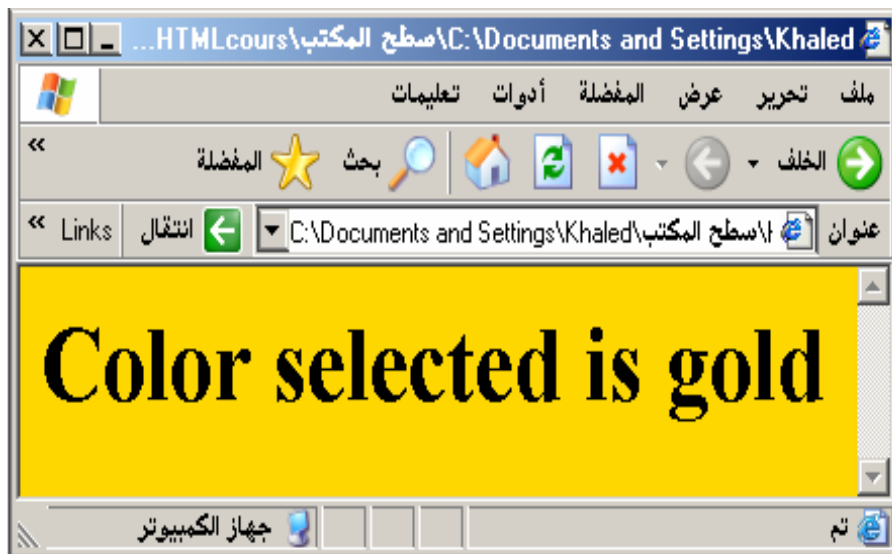 C:\Documents and Settings\Khaled\سطح المكتب\HTMLcours...
ملف تحرير عرض المفضلة أدوات تعليمات
الخلف بحث المفضلة »
عنوان C:\Documents and Settings\Khaled\سطح المكتب\ انتقال Links »
Color selected is gold
تم جهاز الكمبيوتر